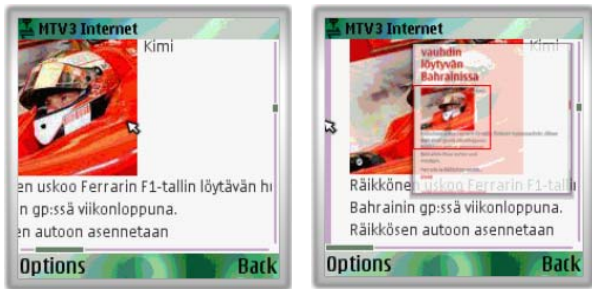 MTV3 Internet
Kimi
en uskoo Ferrarin F1-tallin löytävän hu
n gp:ssä viikonloppuna.
en autoon asennetaan
Options Back
MTV3 Internet
Kimi
vauhdin
löytyvän
Bahrainissa
Räikkönen uskoo Ferrarin F1-tallin
Bahrainin gp:ssä viikonloppuna.
Räikkösen autoon asennetaan
Options Back